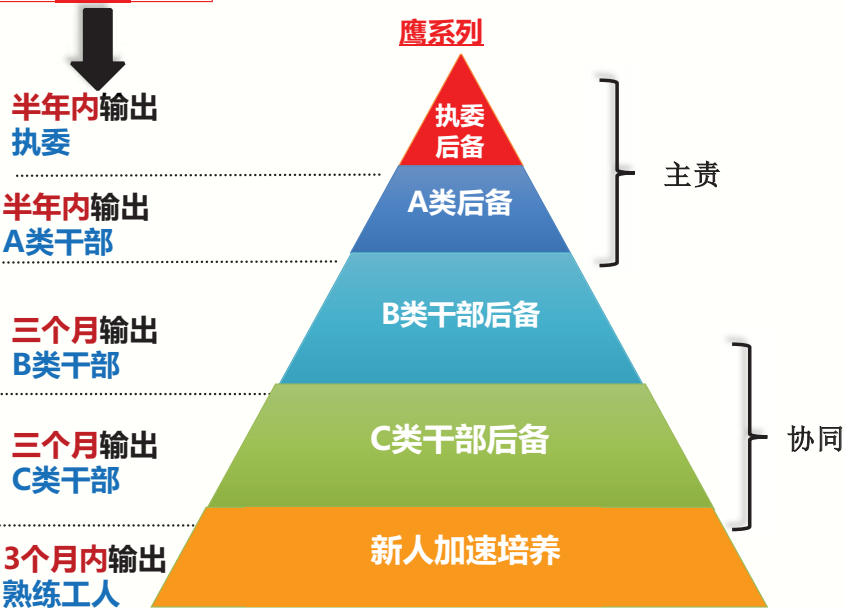 鹰系列
半年内输出
执委
半年内输出
A类干部
三个月输出
B类干部
三个月输出
C类干部
3个月内输出
熟练工人
执委
后备
A类后备
B类干部后备
C类干部后备
新人加速培养
主责
协同